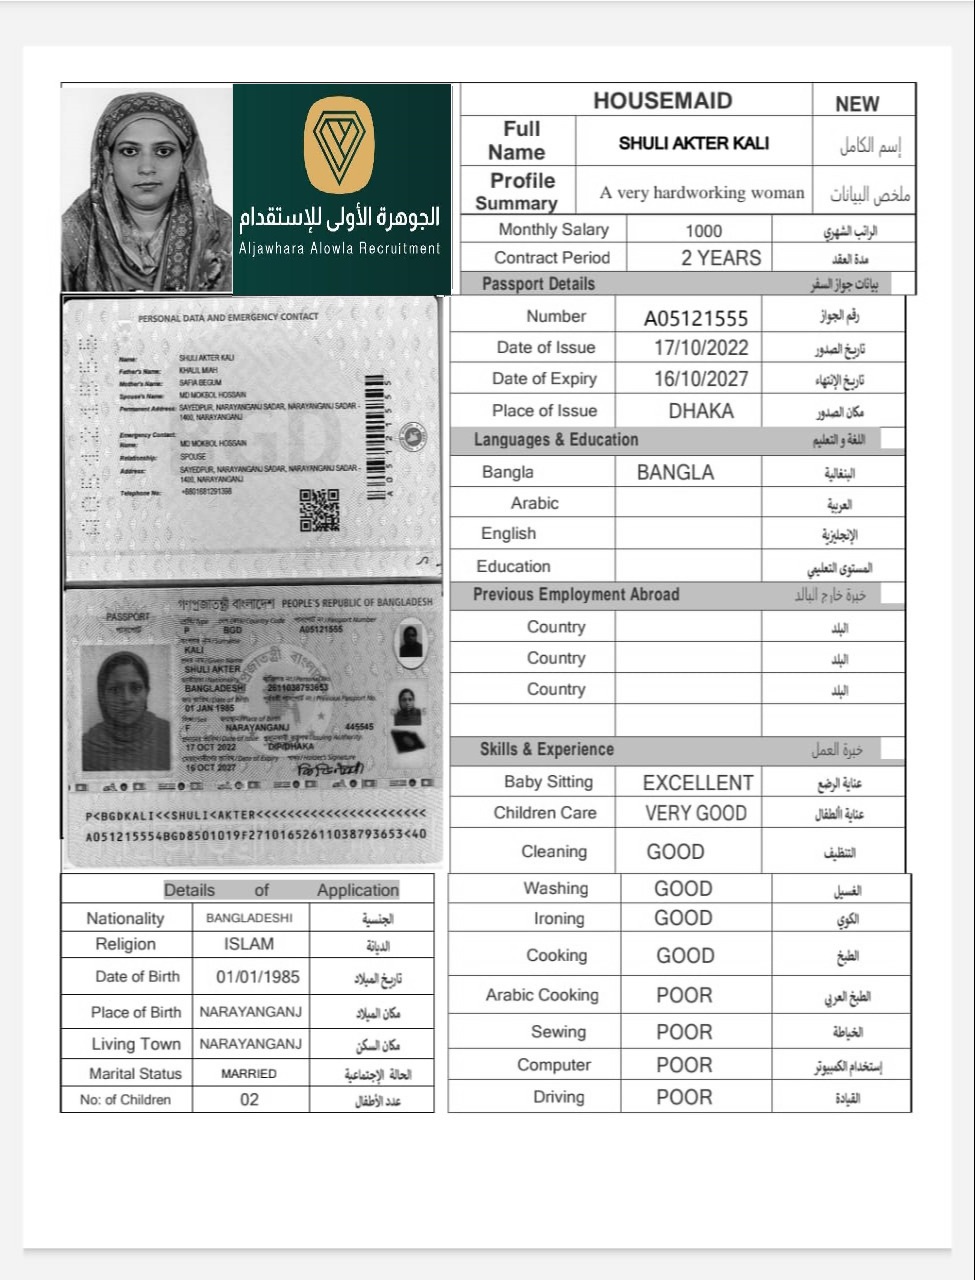 الجوهرة الأولى للإستقدام
Aljawhara Alowla Recruitment
HOUSEMAID NEW
Full Name SHULI AKTER KALI إسم الكامل
Profile Summary A very hardworking woman ملخص البيانات
Monthly Salary 1000 الراتب الشهري
Contract Period 2 YEARS مدة العقد
Passport Details بيانات جواز السفر
Number A05121555 رقم الجواز
Date of Issue 17/10/2022 تاريخ الصدور
Date of Expiry 16/10/2027 تاريخ الإنتهاء
Place of Issue DHAKA مكان الصدور
Languages & Education اللغة و التعليم
Bangla BANGLA البنغالية
Arabic العربية
English الإنجليزية
Education المستوى التعليمي
Previous Employment Abroad خبرة خارج البالد
Country البلد
Country البلد
Country البلد
Skills & Experience خبرة العمل
Baby Sitting EXCELLENT عناية الرضع
Children Care VERY GOOD عناية األطفال
Cleaning GOOD التنظيف
Washing GOOD الغسيل
Ironing GOOD الكوي
Cooking GOOD الطبخ
Arabic Cooking POOR الطبخ العربي
Sewing POOR الخياطة
Computer POOR إستخدام الكمبيوتر
Driving POOR القيادة
PERSONAL DATA AND EMERGENCY CONTACT
Name: SHULI AKTER KALI
Father's Name: KHALIL MIAH
Mother's Name: SAFIA BEGUM
Spouse's Name: MD MOKBOL HOSSAIN
Permanent Address: SAYEDPUR, NARAYANGANJ SADAR, NARAYANGANJ SADAR -
1400, NARAYANGANJ
Emergency Contact:
Name: MD MOKBOL HOSSAIN
Relationship: SPOUSE
Address: SAYEDPUR, NARAYANGANJ SADAR, NARAYANGANJ SADAR -
1400, NARAYANGANJ
Telephone No: +8801681291398
A05121555
গণপ্রজাতন্ত্রী বাংলাদেশ PEOPLE'S REPUBLIC OF BANGLADESH
PASSPORT
পাসপোর্ট
P BGD A05121555
KALI
SHULI AKTER
BANGLADESHI 2611038793653
01 JAN 1985
F NARAYANGANJ 445545
17 OCT 2022 DIP/DHAKA
16 OCT 2027
P<BGDKALI<<SHULI<AKTER<<<<<<<<<<<<<<<<<<<<<<
A051215554BGD8501019F27101652611038793653<40
Details of Application
Nationality BANGLADESHI الجنسية
Religion ISLAM الديانة
Date of Birth 01/01/1985 تاريخ الميلاد
Place of Birth NARAYANGANJ مكان الميلاد
Living Town NARAYANGANJ مكان السكن
Marital Status MARRIED الحالة الإجتماعية
No: of Children 02 عدد الأطفال